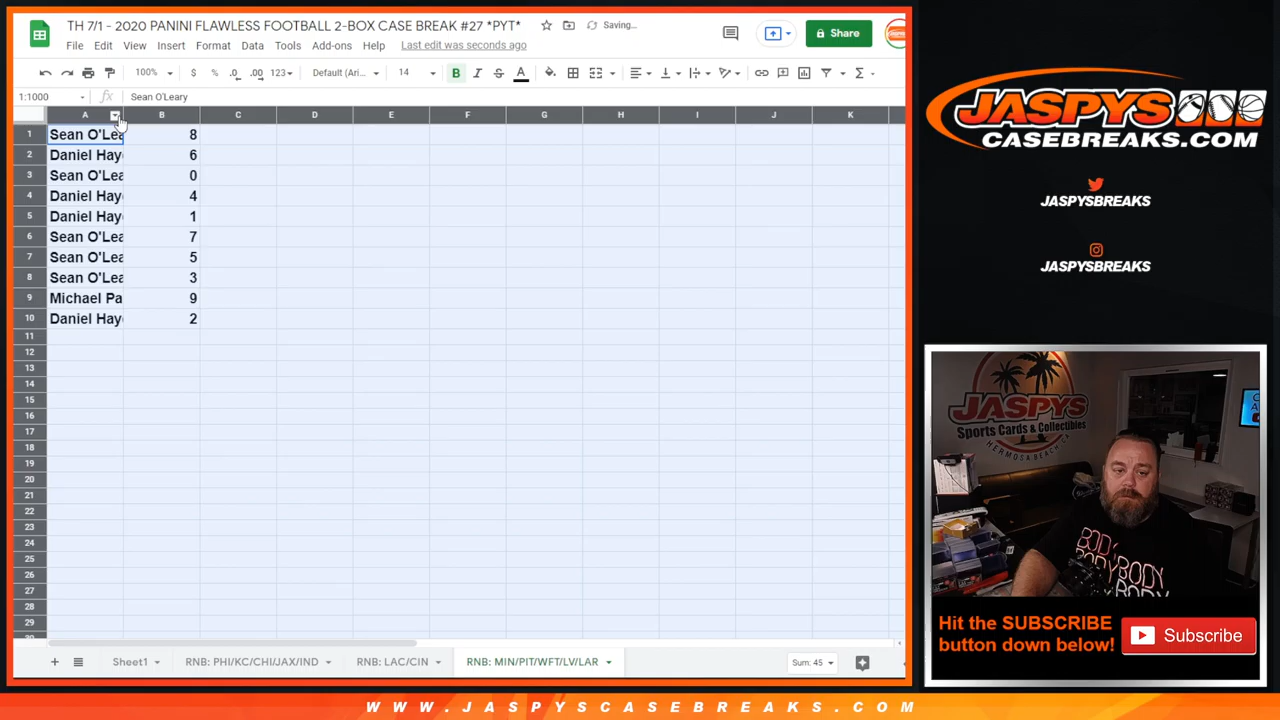 TH 7/1 - 2020 PANINI FLAWLESS FOOTBALL 2-BOX CASE BREAK #27 *PYT*
Saving...
File Edit View Insert Format Data Tools Add-ons Help Last edit was seconds ago
Share
100% $ % .0 .00 123 Default (Ari... 14 B I S A
1:1000 fx Sean O'Leary
A B C D E F G H I J K
1 Sean O'Lea 8
2 Daniel Hay 6
3 Sean O'Lea 0
4 Daniel Hay 4
5 Daniel Hay 1
6 Sean O'Lea 7
7 Sean O'Lea 5
8 Sean O'Lea 3
9 Michael Pa 9
10 Daniel Hay 2
11
12
13
14
15
16
17
18
19
20
21
22
23
24
25
26
27
28
29
Sheet1 RNB: PHI/KC/CHI/JAX/IND RNB: LAC/CIN RNB: MIN/PIT/WFT/LV/LAR Sum: 45
JASPYS
CASEBREAKS.COM
JASPYSBREAKS
JASPYSBREAKS
JASPYS
Sports Cards & Collectibles
HERMOSA BEACH, CA
BODY
BODYBODY
BODYBODY
Hit the SUBSCRIBE
button down below!
Subscribe
WWW.JASPYSCASEBREAKS.COM